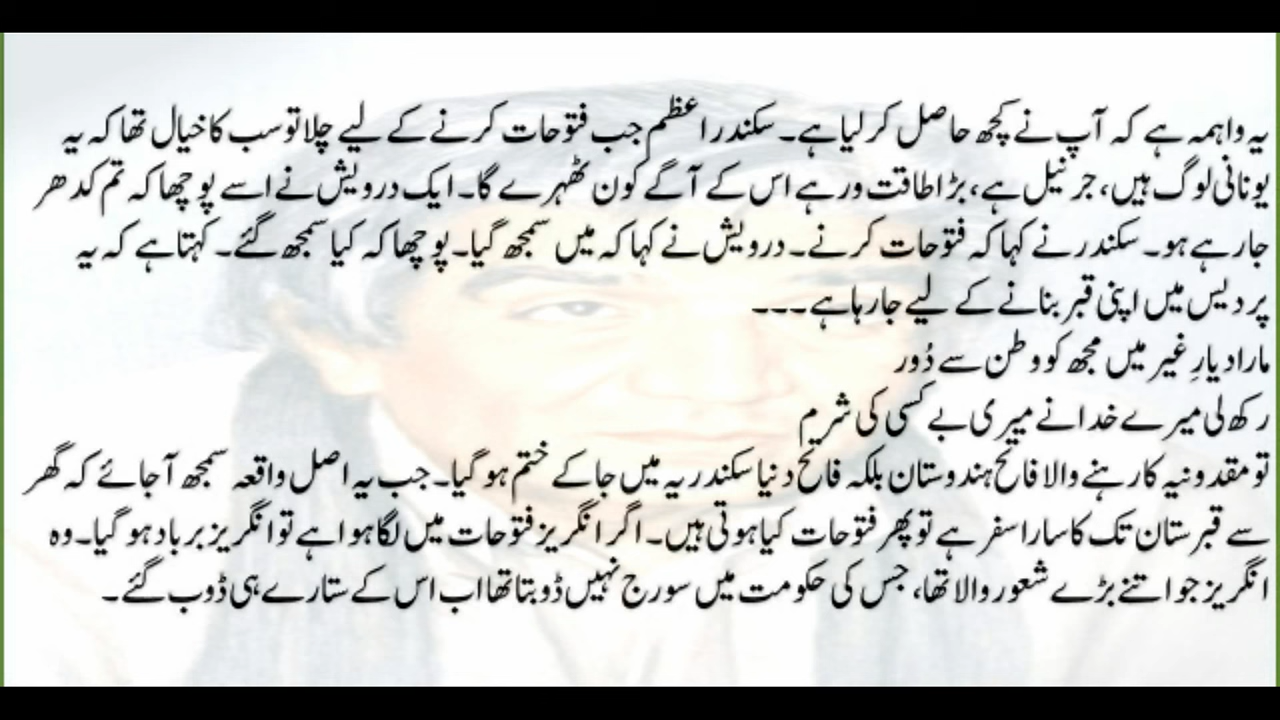 یہ واہمہ ہے کہ آپ نے کچھ حاصل کرلیا ہے۔ سکندر اعظم جب فتوحات کرنے کے لیے چلا تو سب کا خیال تھا کہ یہ
یونانی لوگ ہیں، جرنیل ہے، بڑا طاقت ور ہے اس کے آگے کون ٹھہرے گا۔ ایک درویش نے اسے پوچھا کہ تم کدھر
جا رہے ہو۔ سکندر نے کہا کہ فتوحات کرنے۔ درویش نے کہا کہ میں سمجھ گیا۔ پوچھا کہ کیا سمجھ گئے۔ کہتا ہے کہ یہ
پردیس میں اپنی قبر بنانے کے لیے جا رہا ہے۔۔۔
مارا دیارِ غیر میں مجھ کو وطن سے دُور
رکھ لی میرے خدا نے میری بے کسی کی شرم
تو مقدونیہ کا رہنے والا فاتح ہندوستان بلکہ فاتح دنیا سکندریہ میں جا کے ختم ہو گیا۔ جب یہ اصل واقعہ سمجھ آ جائے کہ گھر
سے قبرستان تک کا سارا سفر ہے تو پھر فتوحات کیا ہوتی ہیں۔ اگر انگریز فتوحات میں لگا ہوا ہے تو انگریز برباد ہو گیا۔ وہ
انگریز جو اتنے بڑے شعور والا تھا، جس کی حکومت میں سورج نہیں ڈوبتا تھا اب اس کے ستارے ہی ڈوب گئے۔